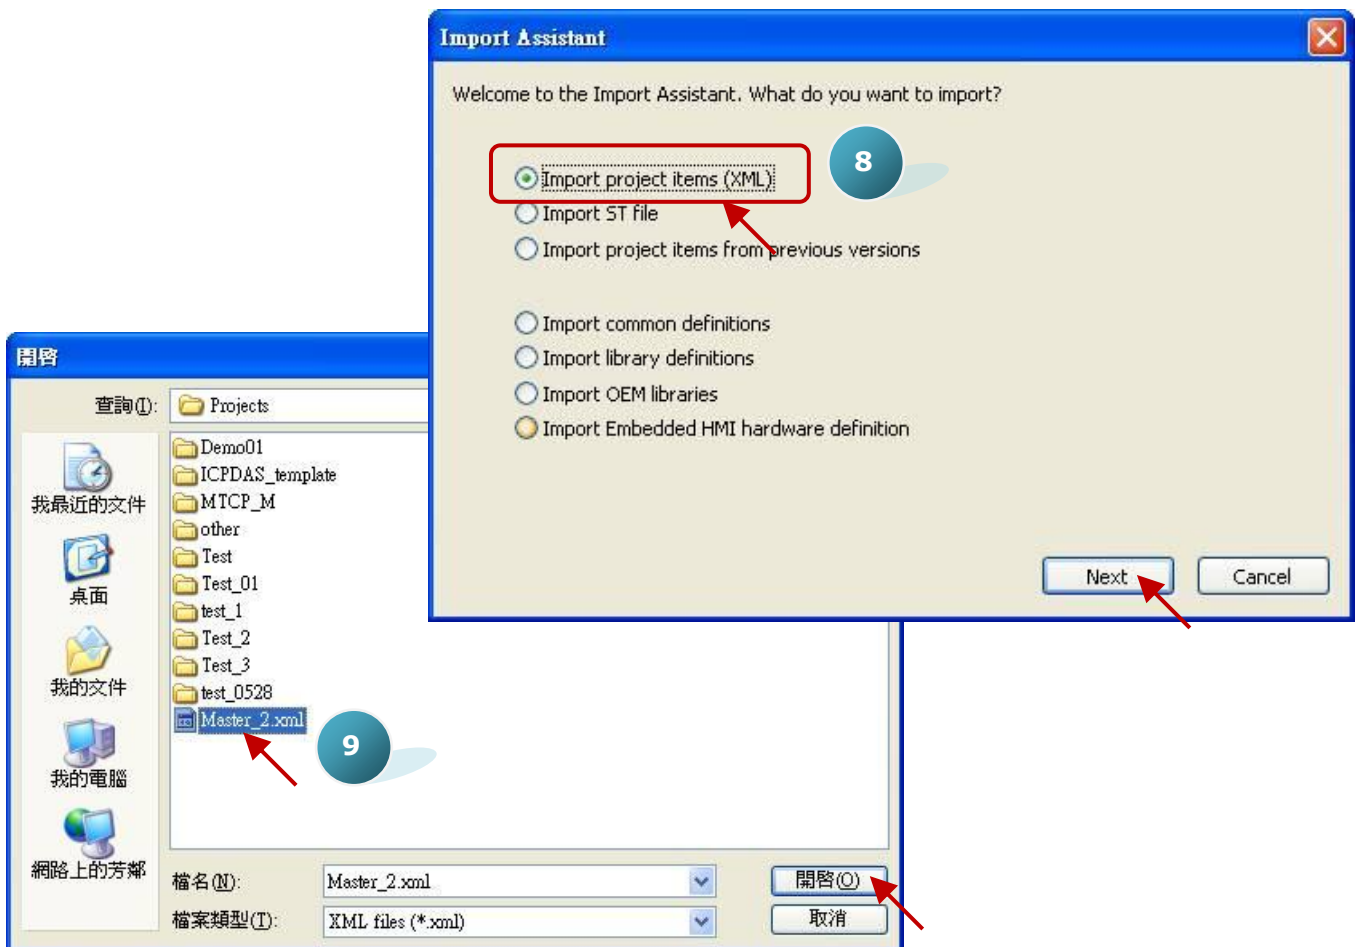 Import Assistant
Welcome to the Import Assistant. What do you want to import?
8
Import project items (XML)
Import ST file
Import project items from previous versions
Import common definitions
Import library definitions
Import OEM libraries
Import Embedded HMI hardware definition
Next
Cancel
開啓
查詢(I):
Projects
我最近的文件
桌面
我的文件
我的電腦
網路上的芳鄰
Demo01
ICPDAS_template
MTCP_M
other
Test
Test_01
test_1
Test_2
Test_3
test_0528
Master_2.xml
9
檔名(N):
Master_2.xml
開啓(O)
檔案類型(T):
XML files (*.xml)
取消